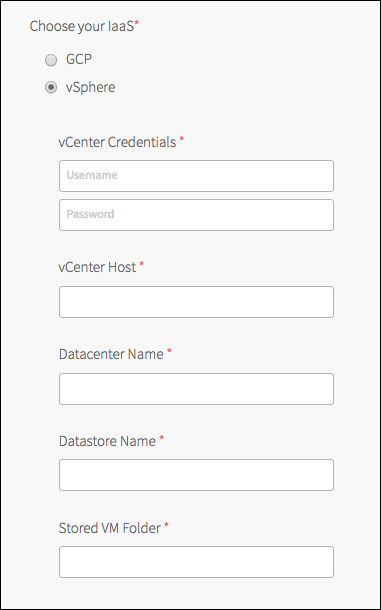 Choose your IaaS*
GCP
vSphere
vCenter Credentials *
Username
Password
vCenter Host *
Datacenter Name *
Datastore Name *
Stored VM Folder *